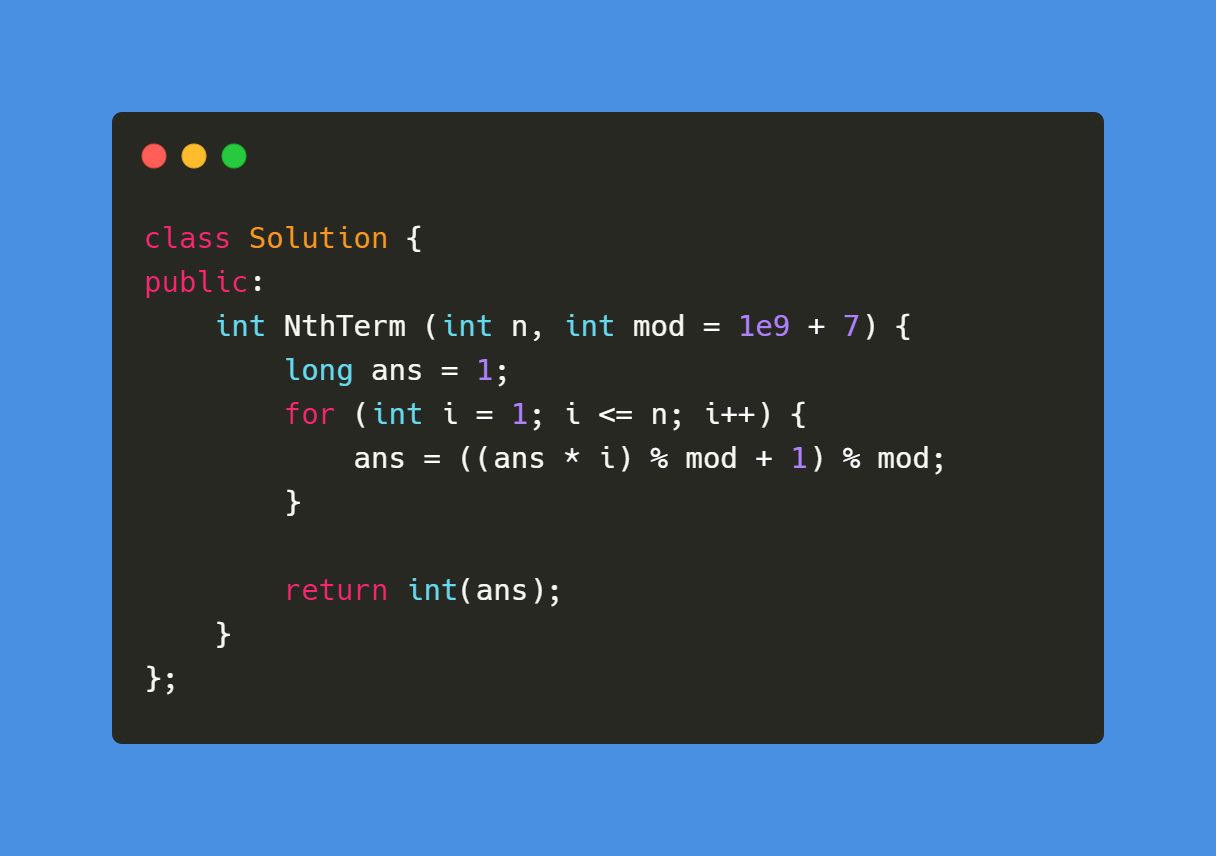 class Solution {
public:
    int NthTerm (int n, int mod = 1e9 + 7) {
        long ans = 1;
        for (int i = 1; i <= n; i++) {
            ans = ((ans * i) % mod + 1) % mod;
        }

        return int(ans);
    }
};